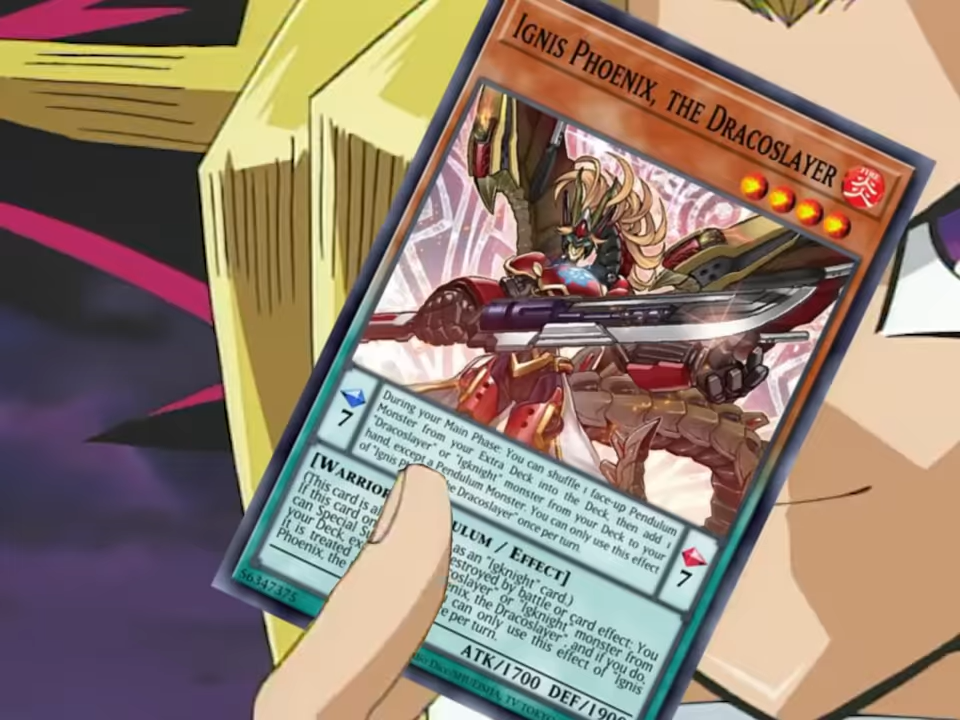 IGNIS PHOENIX, THE DRACOSLAYER
FIRE
炎
During your Main Phase: You can shuffle 1 face-up Pendulum
Monster from your Extra Deck into the Deck, then add 1
"Dracoslayer" or "Igknight" monster from your Deck to your
hand, except a Pendulum Monster. You can only use this effect
of "Ignis Dracoslayer" once per turn.
7
7
[WARRIOR ULUM / EFFECT]
(This card is as an "Igknight" card.)
If this card destroyed by battle or card effect: You
can Special or "Igknight" monster from
your Deck, the Dracoslayer", and if you do,
it is treated can only use this effect of "Ignis
Phoenix, the per turn.
ATK/1700 DEF/1900
56347375
SHUEISHA, TV TOKYO